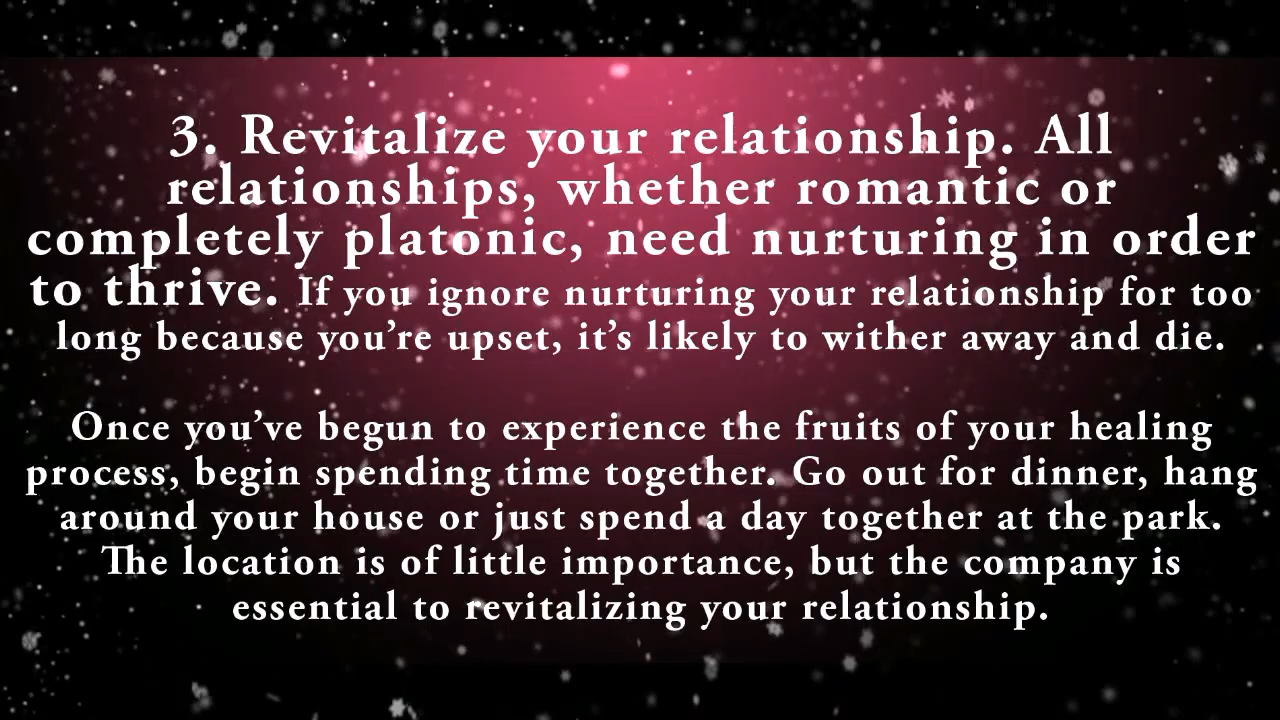 3. Revitalize your relationship. All
relationships, whether romantic or
completely platonic, need nurturing in order
to thrive. If you ignore nurturing your relationship for too
long because you’re upset, it’s likely to wither away and die.
Once you’ve begun to experience the fruits of your healing
process, begin spending time together. Go out for dinner, hang
around your house or just spend a day together at the park.
The location is of little importance, but the company is
essential to revitalizing your relationship.